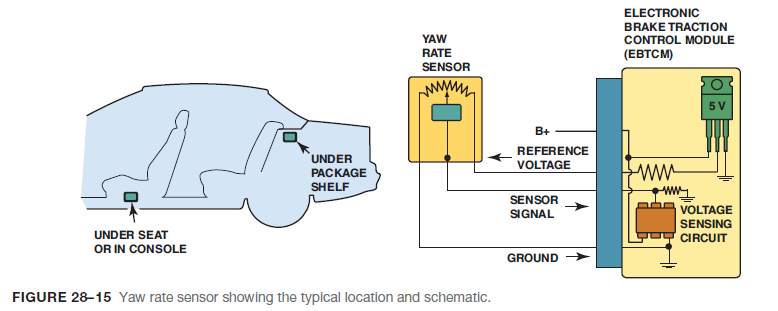 ELECTRONIC
BRAKE TRACTION
CONTROL MODULE
(EBTCM)
YAW
RATE
SENSOR
5 V
B+
REFERENCE
VOLTAGE
UNDER
PACKAGE
SHELF
SENSOR
SIGNAL
VOLTAGE
SENSING
CIRCUIT
UNDER SEAT
OR IN CONSOLE
GROUND
FIGURE 28–15 Yaw rate sensor showing the typical location and schematic.